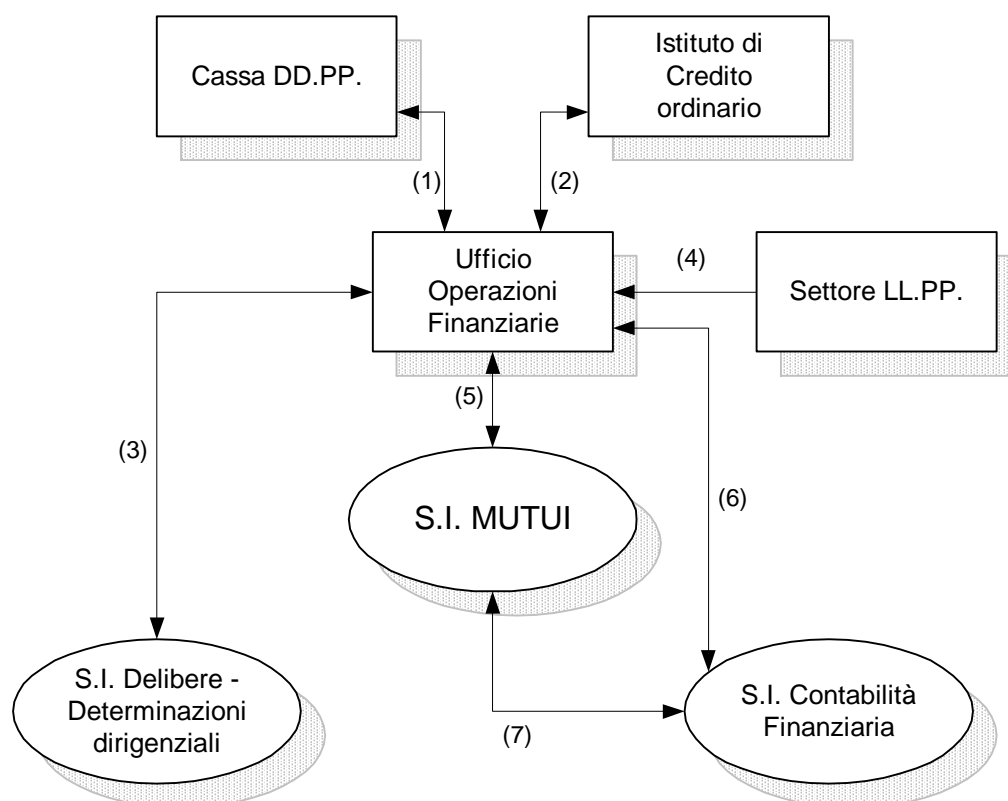 Cassa DD.PP.
Istituto di
Credito
ordinario
(1)
(2)
Ufficio
Operazioni
Finanziarie
(4)
Settore LL.PP.
(5)
(3)
(6)
S.I. MUTUI
S.I. Delibere -
Determinazioni
dirigenziali
(7)
S.I. Contabilità
Finanziaria